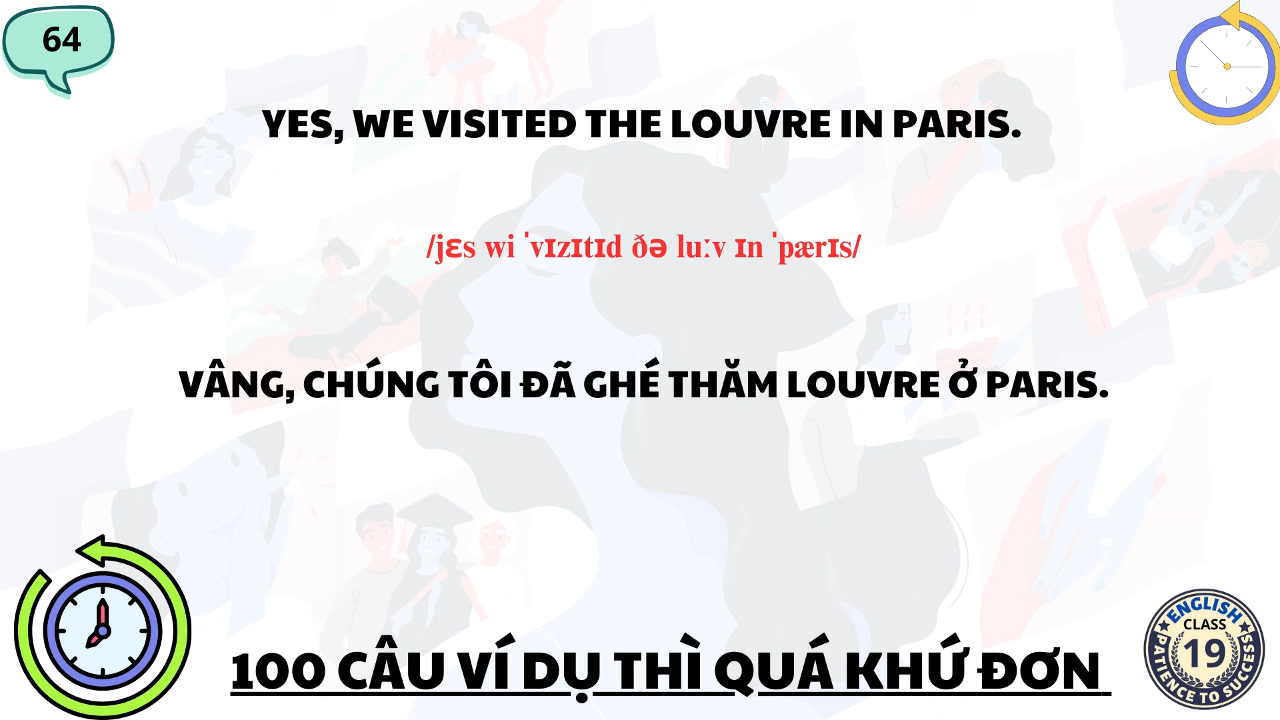 64
YES, WE VISITED THE LOUVRE IN PARIS.
/jɛs wi ˈvɪzɪtɪd ðə luːv ɪn ˈpærɪs/
VÂNG, CHÚNG TÔI ĐÃ GHÉ THĂM LOUVRE Ở PARIS.
100 CÂU VÍ DỤ THÌ QUÁ KHỨ ĐƠN
ENGLISH
CLASS
19
PATIENCE TO SUCCESS